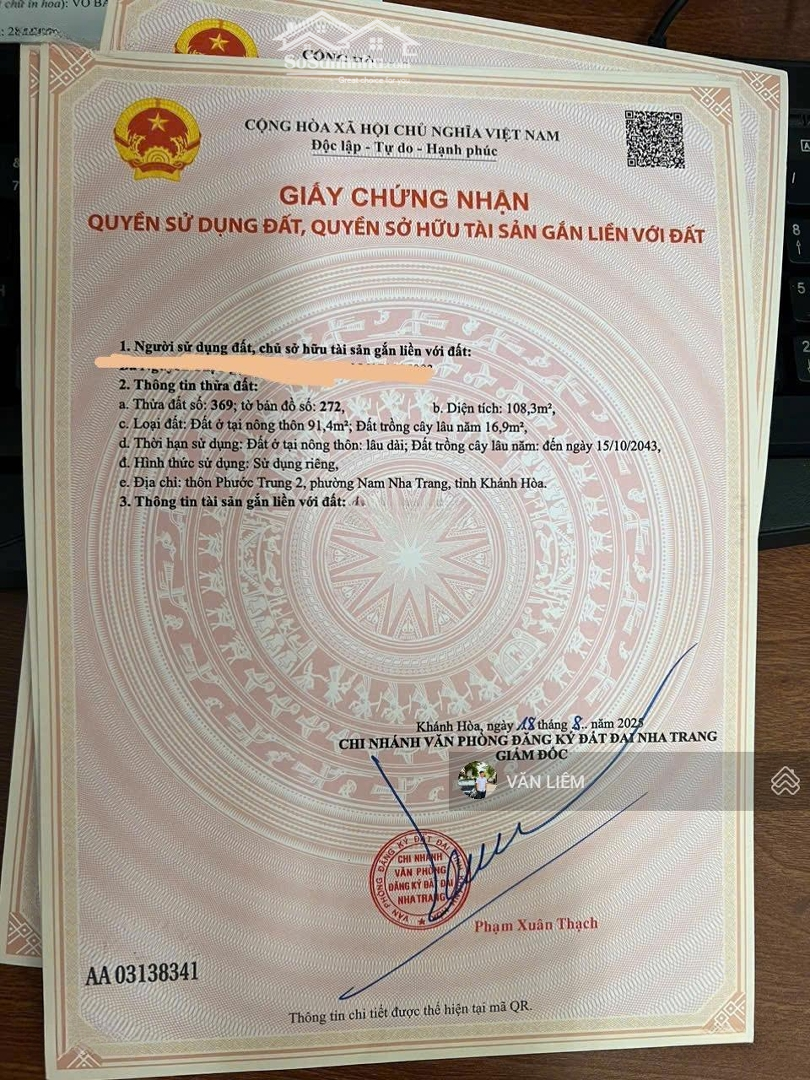 chữ in hoa): VÕ BA
CỘNG HÒA
CỘNG HÒA XÃ HỘI CHỦ NGHĨA VIỆT NAM
Độc lập - Tự do - Hạnh phúc
GIẤY CHỨNG NHẬN
QUYỀN SỬ DỤNG ĐẤT, QUYỀN SỞ HỮU TÀI SẢN GẮN LIỀN VỚI ĐẤT
1. Người sử dụng đất, chủ sở hữu tài sản gắn liền với đất:
2. Thông tin thửa đất:
a. Thửa đất số: 369; tờ bản đồ số: 272, b. Diện tích: 108,3m²,
c. Loại đất: Đất ở tại nông thôn 91,4m²; Đất trồng cây lâu năm 16,9m²,
d. Thời hạn sử dụng: Đất ở tại nông thôn: lâu dài; Đất trồng cây lâu năm: đến ngày 15/10/2043,
đ. Hình thức sử dụng: Sử dụng riêng,
e. Địa chỉ: thôn Phước Trung 2, phường Nam Nha Trang, tỉnh Khánh Hòa.
3. Thông tin tài sản gắn liền với đất:
Khánh Hòa, ngày 18 tháng 8.. năm 2025
CHI NHÁNH VĂN PHÒNG ĐĂNG KÝ ĐẤT ĐAI NHA TRANG
GIÁM ĐỐC
VĂN LIÊM
CHI NHÁNH
VĂN PHÒNG
ĐĂNG KÝ ĐẤT ĐAI
NHA TRANG
Phạm Xuân Thạch
AA 03138341
Thông tin chi tiết được thể hiện tại mã QR.